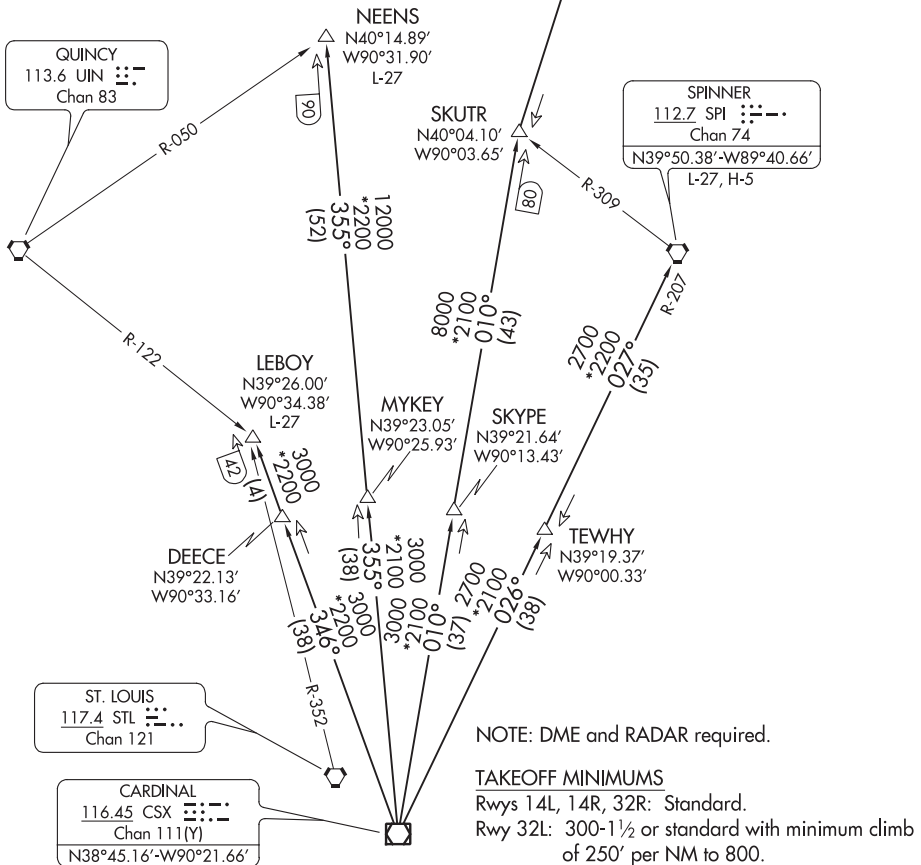 NEENS
N40°14.89'
W90°31.90'
L-27
QUINCY
113.6 UIN
Chan 83
90
R-050
SKUTR
N40°04.10'
W90°03.65'
80
SPINNER
112.7 SPI
Chan 74
N39°50.38'-W89°40.66'
L-27, H-5
R-309
R-207
12000
*2200
355°
(52)
8000
*2100
010°
(43)
2700
*2200
027°
(35)
R-122
LEBOY
N39°26.00'
W90°34.38'
L-27
MYKEY
N39°23.05'
W90°25.93'
SKYPE
N39°21.64'
W90°13.43'
42
(4)
3000
*2200
DEECE
N39°22.13'
W90°33.16'
TEWHY
N39°19.37'
W90°00.33'
3000
*2200
346°
(38)
3000
*2100
355°
(38)
3000
*2100
010°
(37)
2700
*2100
026°
(38)
R-352
ST. LOUIS
117.4 STL
Chan 121
CARDINAL
116.45 CSX
Chan 111(Y)
N38°45.16'-W90°21.66'
NOTE: DME and RADAR required.
TAKEOFF MINIMUMS
Rwys 14L, 14R, 32R: Standard.
Rwy 32L: 300-1½ or standard with minimum climb
of 250' per NM to 800.